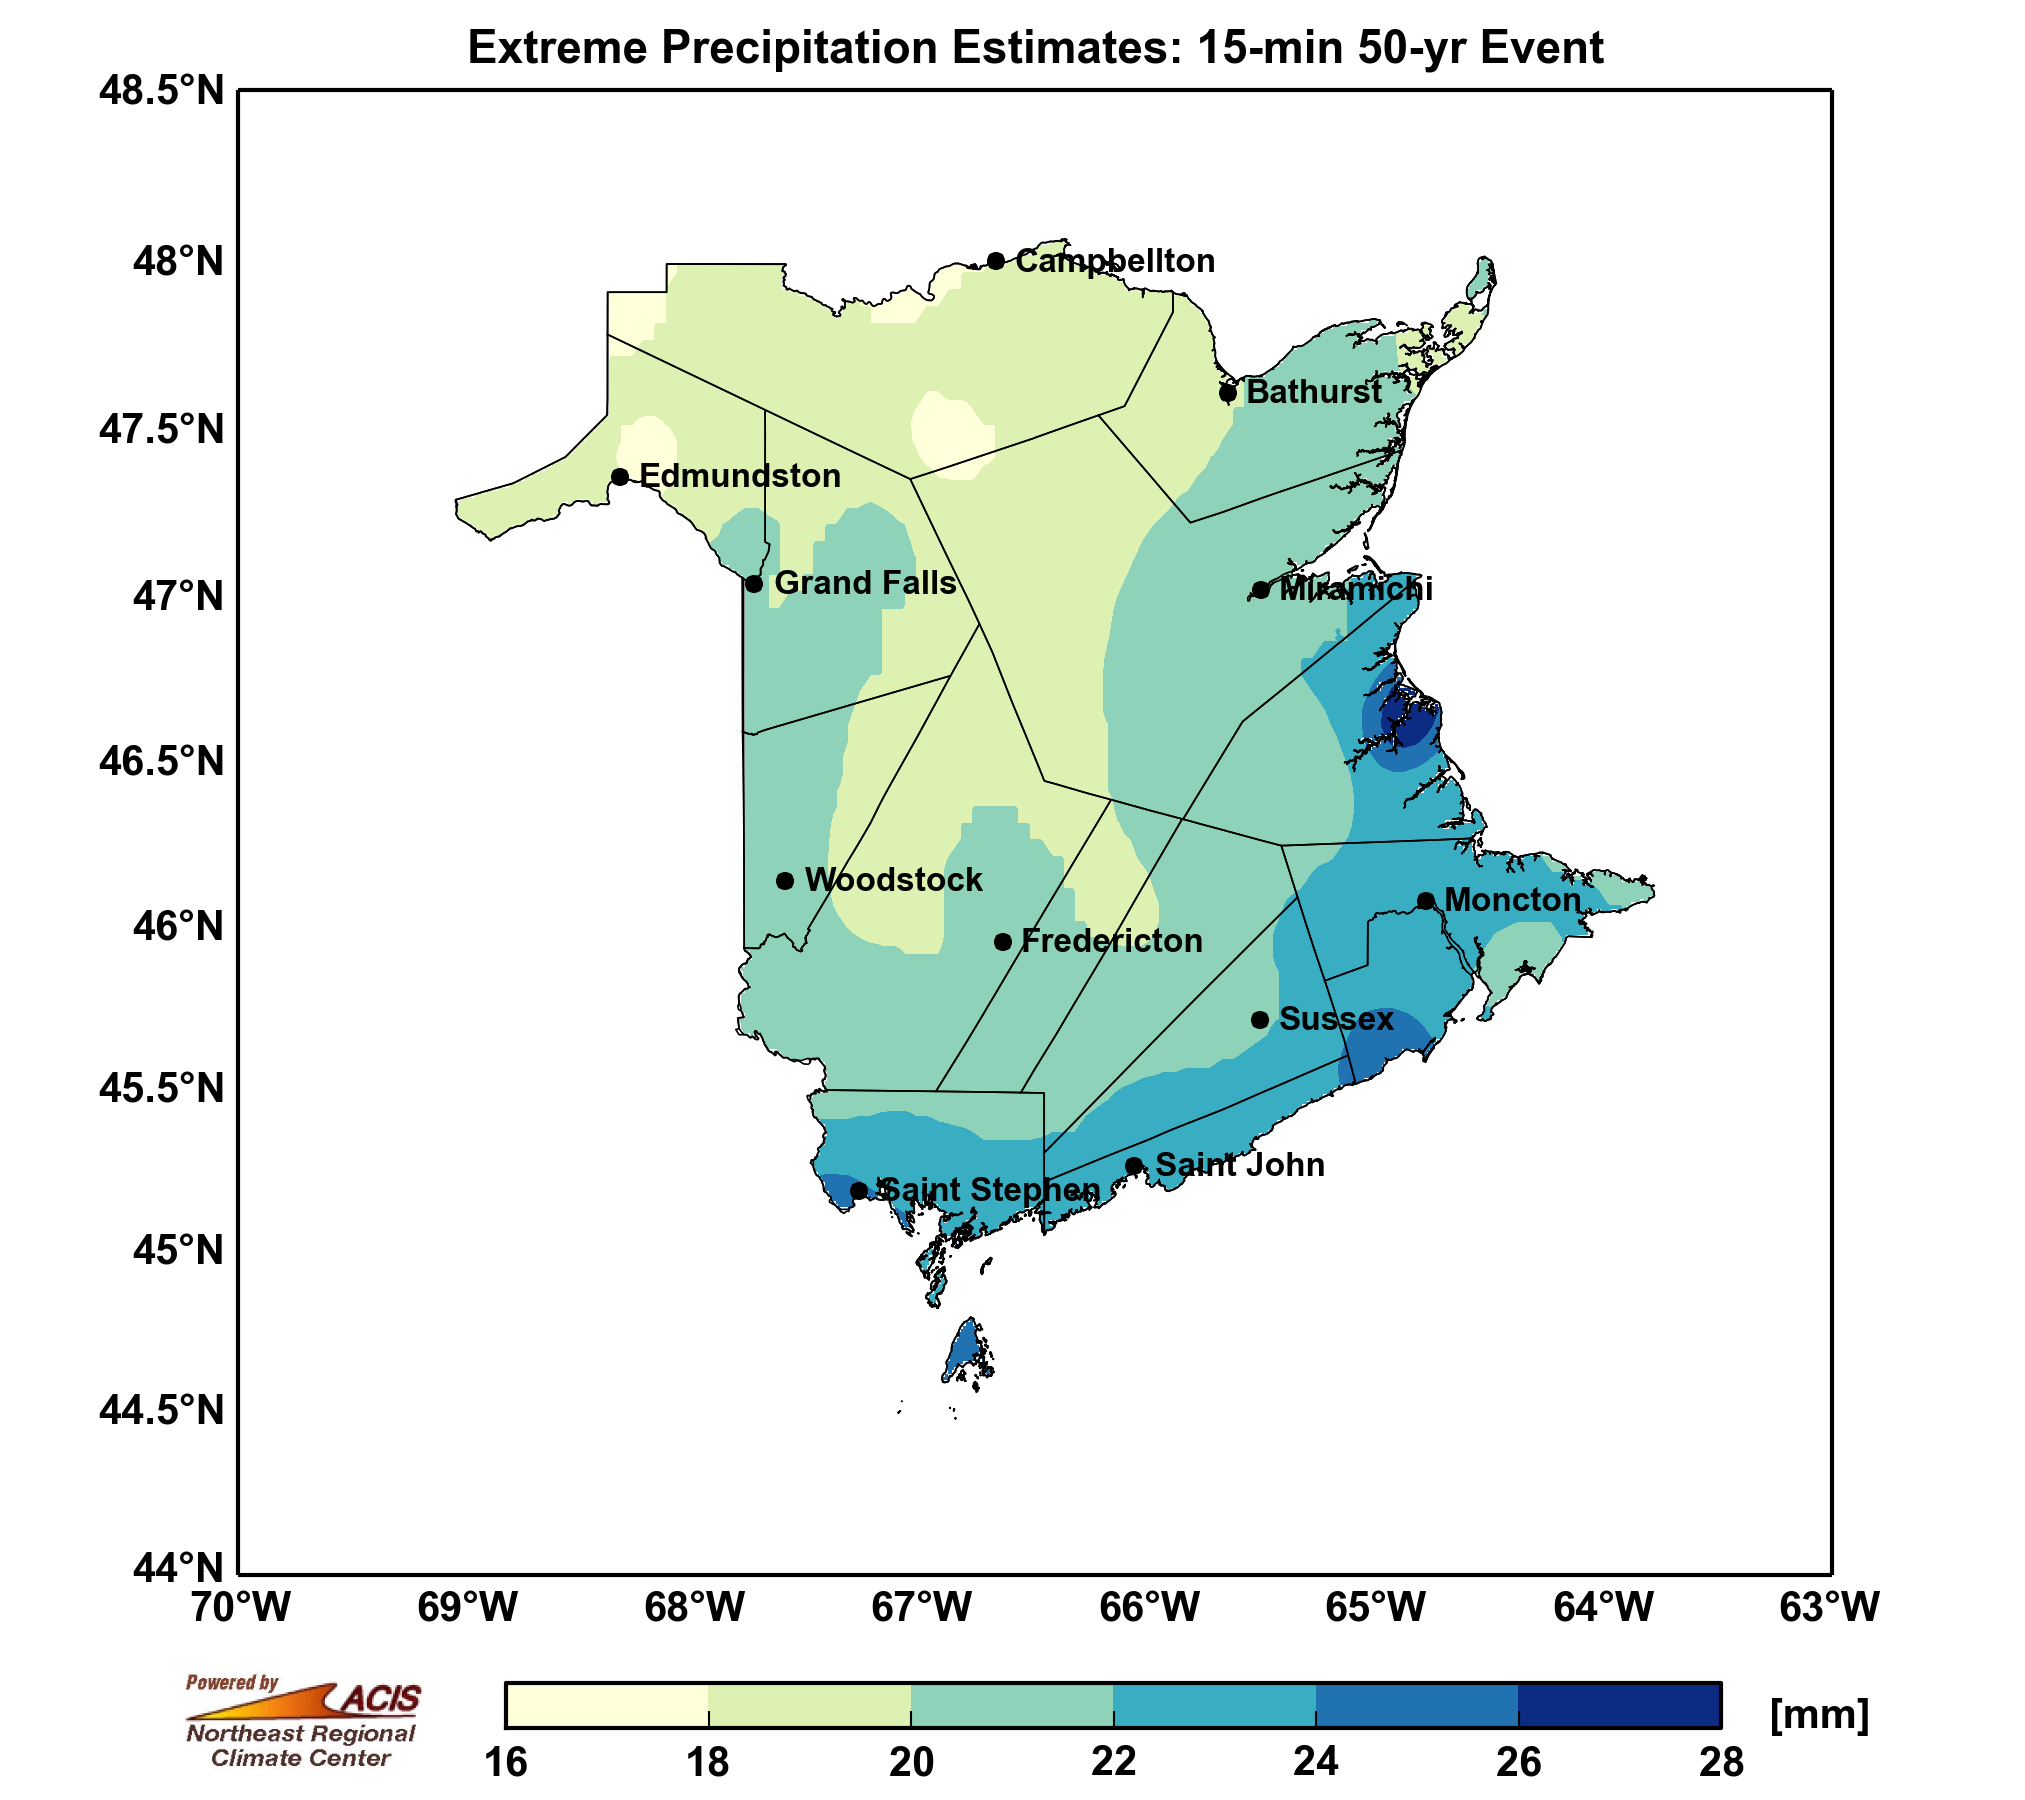 Extreme Precipitation Estimates: 15-min 50-yr Event
48.5°N
48°N
47.5°N
47°N
46.5°N
46°N
45.5°N
45°N
44.5°N
44°N
Campbellton
Bathurst
Edmundston
Grand Falls
Miramichi
Woodstock
Moncton
Fredericton
Sussex
Saint John
Saint Stephen
70°W
69°W
68°W
67°W
66°W
65°W
64°W
63°W
Powered by
ACIS
Northeast Regional
Climate Center
[mm]
16
18
20
22
24
26
28